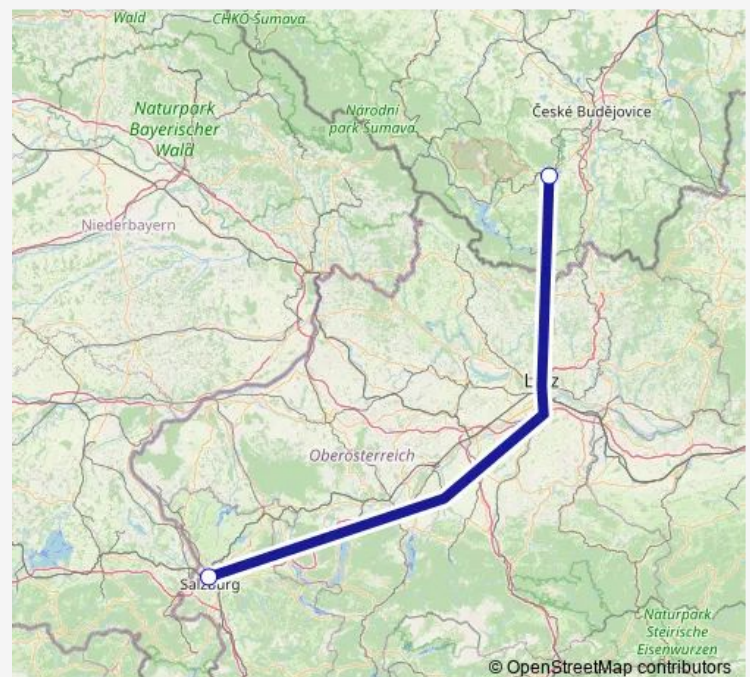 Wald
CHKO Šumava
Naturpark
Bayerischer
Wald
Národní
park Šumava
České Budějovice
Niederbayern
Oberösterreich
Salzburg
Naturpark
Steirische
Eisenwurzen
© OpenStreetMap contributors